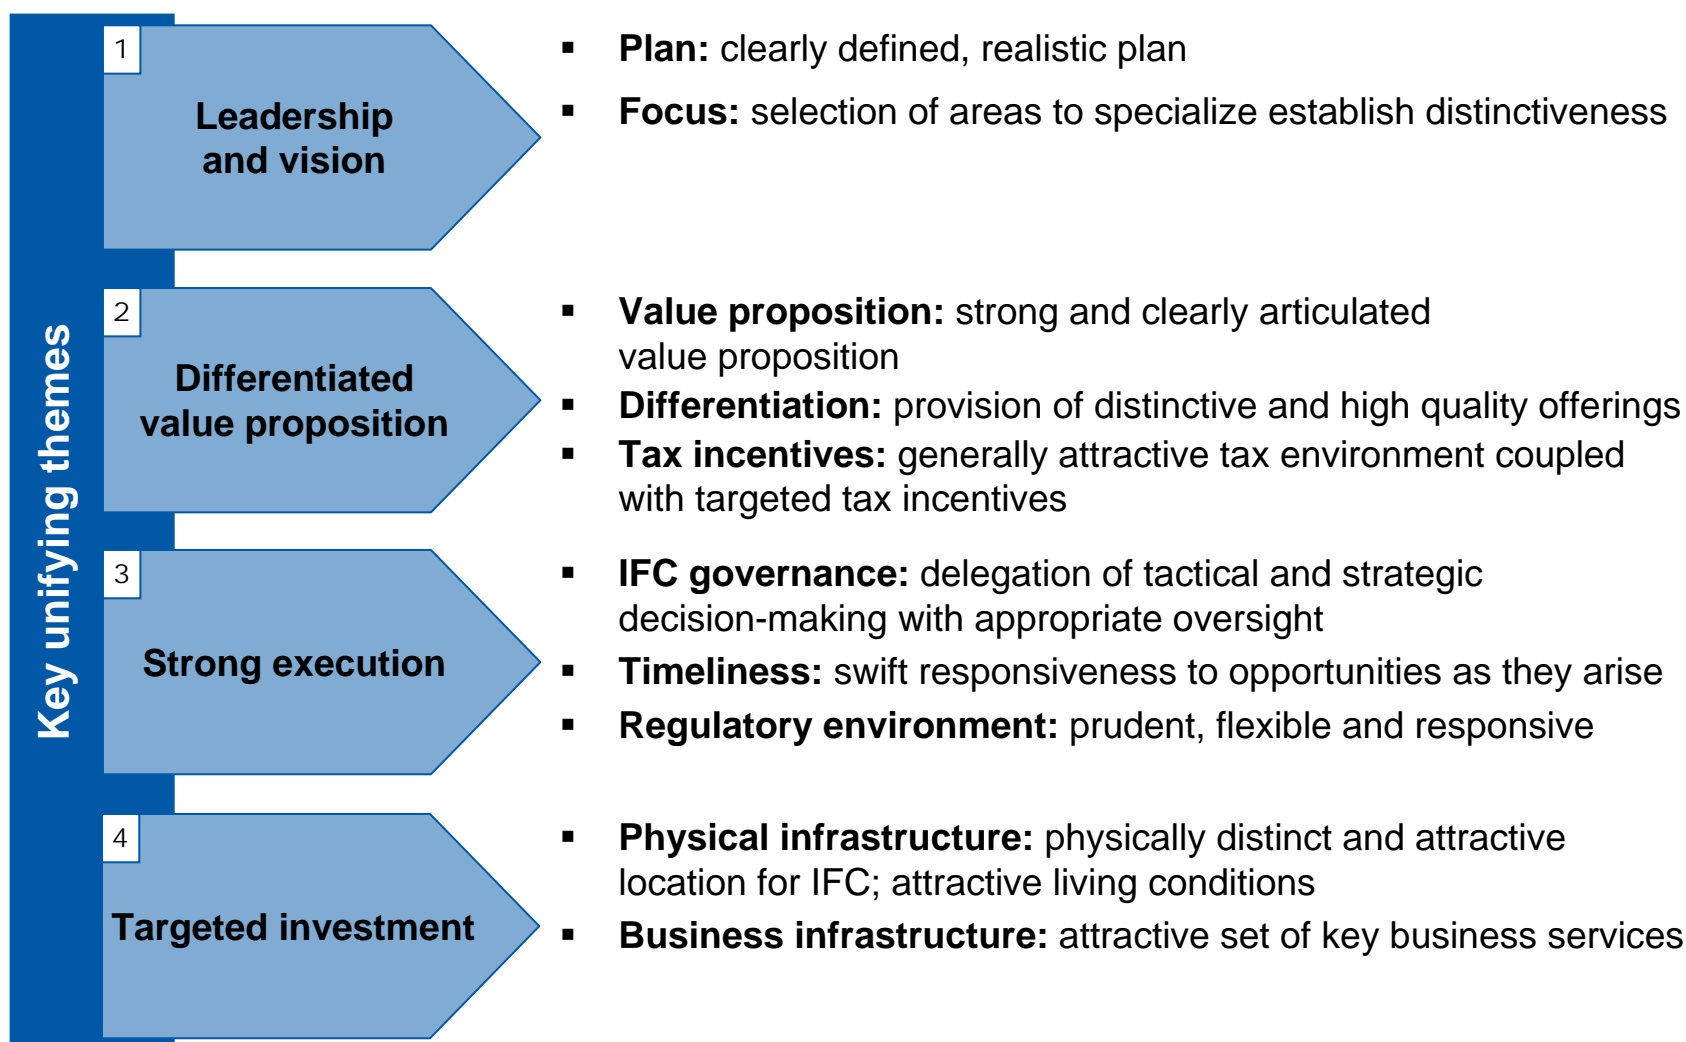 Key unifying themes
1
Leadership
and vision
▪ Plan: clearly defined, realistic plan
▪ Focus: selection of areas to specialize establish distinctiveness
2
Differentiated
value proposition
▪ Value proposition: strong and clearly articulated
value proposition
▪ Differentiation: provision of distinctive and high quality offerings
▪ Tax incentives: generally attractive tax environment coupled
with targeted tax incentives
3
Strong execution
▪ IFC governance: delegation of tactical and strategic
decision-making with appropriate oversight
▪ Timeliness: swift responsiveness to opportunities as they arise
▪ Regulatory environment: prudent, flexible and responsive
4
Targeted investment
▪ Physical infrastructure: physically distinct and attractive
location for IFC; attractive living conditions
▪ Business infrastructure: attractive set of key business services